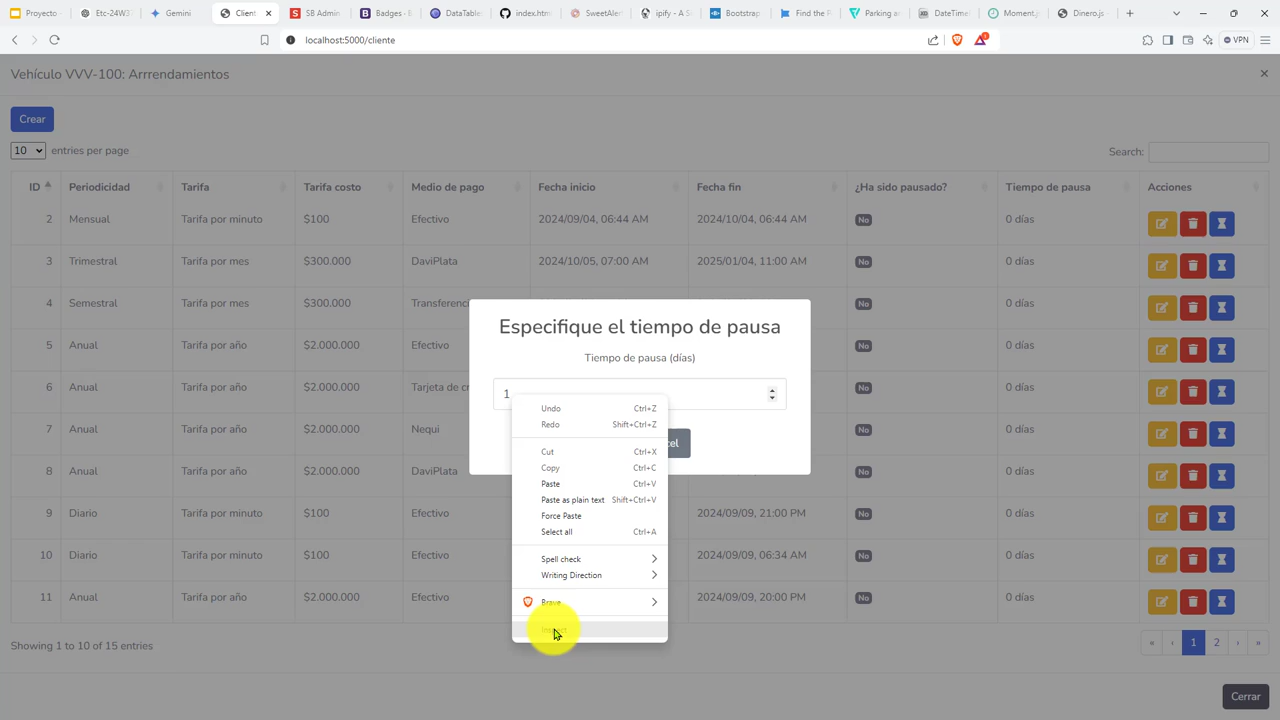 Proyecto
Etc-24W3
Gemini
Client
SB Admin
Badges - B
DataTable
index.htm
SweetAler
ipify - A S
Bootstrap
Find the P
Parking a
DateTime
Moment.js
Dinero.js
localhost:5000/cliente
VPN
Vehículo VVV-100: Arrrendamientos
Crear
10 entries per page
Search:
ID Periodicidad Tarifa Tarifa costo Medio de pago Fecha inicio Fecha fin ¿Ha sido pausado? Tiempo de pausa Acciones
2 Mensual Tarifa por minuto $100 Efectivo 2024/09/04, 06:44 AM 2024/10/04, 06:44 AM No 0 días
3 Trimestral Tarifa por mes $300.000 DaviPlata 2024/10/05, 07:00 AM 2025/01/04, 11:00 AM No 0 días
4 Semestral Tarifa por mes $300.000 Transferenci No 0 días
5 Anual Tarifa por año $2.000.000 Efectivo No 0 días
6 Anual Tarifa por año $2.000.000 Tarjeta de cr No 0 días
7 Anual Tarifa por año $2.000.000 Nequi No 0 días
8 Anual Tarifa por año $2.000.000 DaviPlata No 0 días
9 Diario Tarifa por minuto $100 Efectivo 2024/09/09, 21:00 PM No 0 días
10 Diario Tarifa por minuto $100 Efectivo 2024/09/09, 06:34 AM No 0 días
11 Anual Tarifa por año $2.000.000 Efectivo 2024/09/09, 20:00 PM No 0 días
Especifique el tiempo de pausa
Tiempo de pausa (días)
1
cel
Undo Ctrl+Z
Redo Shift+Ctrl+Z
Cut Ctrl+X
Copy Ctrl+C
Paste Ctrl+V
Paste as plain text Shift+Ctrl+V
Force Paste
Select all Ctrl+A
Spell check
Writing Direction
Brave
Inspect
Showing 1 to 10 of 15 entries
« ‹ 1 2 › »
Cerrar